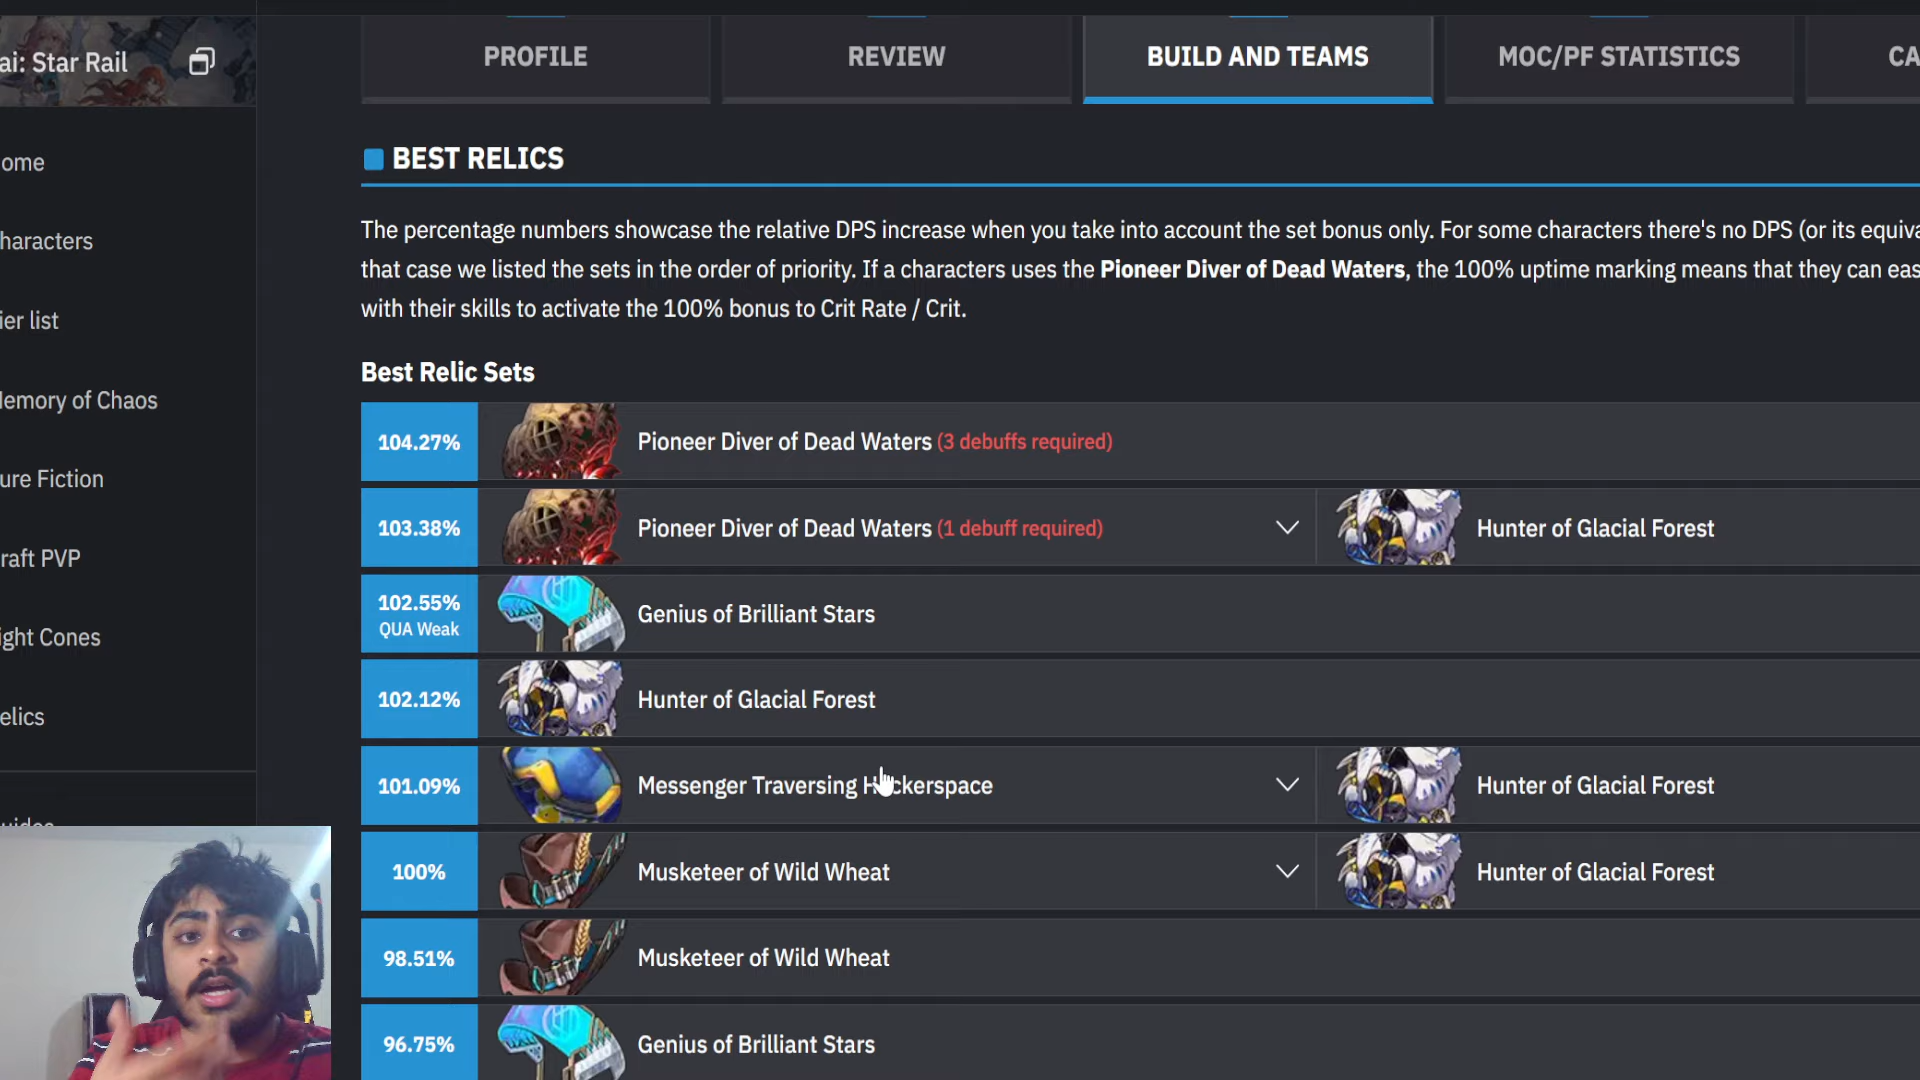 ai: Star Rail
PROFILE
REVIEW
BUILD AND TEAMS
MOC/PF STATISTICS
CA
ome
haracters
ier list
Memory of Chaos
ure Fiction
raft PVP
ight Cones
elics
BEST RELICS
The percentage numbers showcase the relative DPS increase when you take into account the set bonus only. For some characters there's no DPS (or its equiva
that case we listed the sets in the order of priority. If a characters uses the Pioneer Diver of Dead Waters, the 100% uptime marking means that they can eas
with their skills to activate the 100% bonus to Crit Rate / Crit.
Best Relic Sets
104.27% Pioneer Diver of Dead Waters (3 debuffs required)
103.38% Pioneer Diver of Dead Waters (1 debuff required) Hunter of Glacial Forest
102.55% QUA Weak Genius of Brilliant Stars
102.12% Hunter of Glacial Forest
101.09% Messenger Traversing Hackerspace Hunter of Glacial Forest
100% Musketeer of Wild Wheat Hunter of Glacial Forest
98.51% Musketeer of Wild Wheat
96.75% Genius of Brilliant Stars